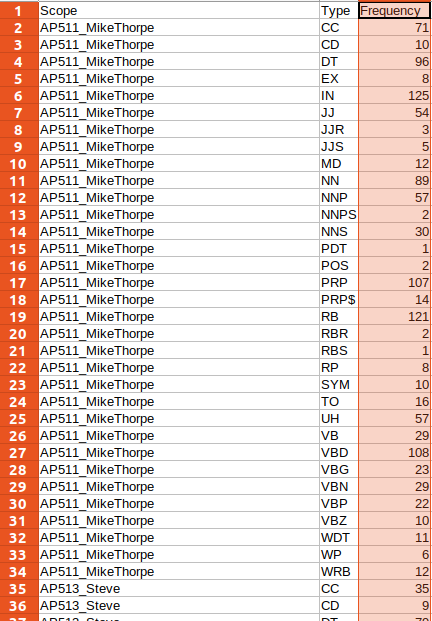 1 Scope Type Frequency
2 AP511_MikeThorpe CC 71
3 AP511_MikeThorpe CD 10
4 AP511_MikeThorpe DT 96
5 AP511_MikeThorpe EX 8
6 AP511_MikeThorpe IN 125
7 AP511_MikeThorpe JJ 54
8 AP511_MikeThorpe JJR 3
9 AP511_MikeThorpe JJS 5
10 AP511_MikeThorpe MD 12
11 AP511_MikeThorpe NN 89
12 AP511_MikeThorpe NNP 57
13 AP511_MikeThorpe NNPS 2
14 AP511_MikeThorpe NNS 30
15 AP511_MikeThorpe PDT 1
16 AP511_MikeThorpe POS 2
17 AP511_MikeThorpe PRP 107
18 AP511_MikeThorpe PRP$ 14
19 AP511_MikeThorpe RB 121
20 AP511_MikeThorpe RBR 2
21 AP511_MikeThorpe RBS 1
22 AP511_MikeThorpe RP 8
23 AP511_MikeThorpe SYM 10
24 AP511_MikeThorpe TO 16
25 AP511_MikeThorpe UH 57
26 AP511_MikeThorpe VB 29
27 AP511_MikeThorpe VBD 108
28 AP511_MikeThorpe VBG 23
29 AP511_MikeThorpe VBN 29
30 AP511_MikeThorpe VBP 22
31 AP511_MikeThorpe VBZ 10
32 AP511_MikeThorpe WDT 11
33 AP511_MikeThorpe WP 6
34 AP511_MikeThorpe WRB 12
35 AP513_Steve CC 35
36 AP513_Steve CD 9
37 AP513_Steve DT